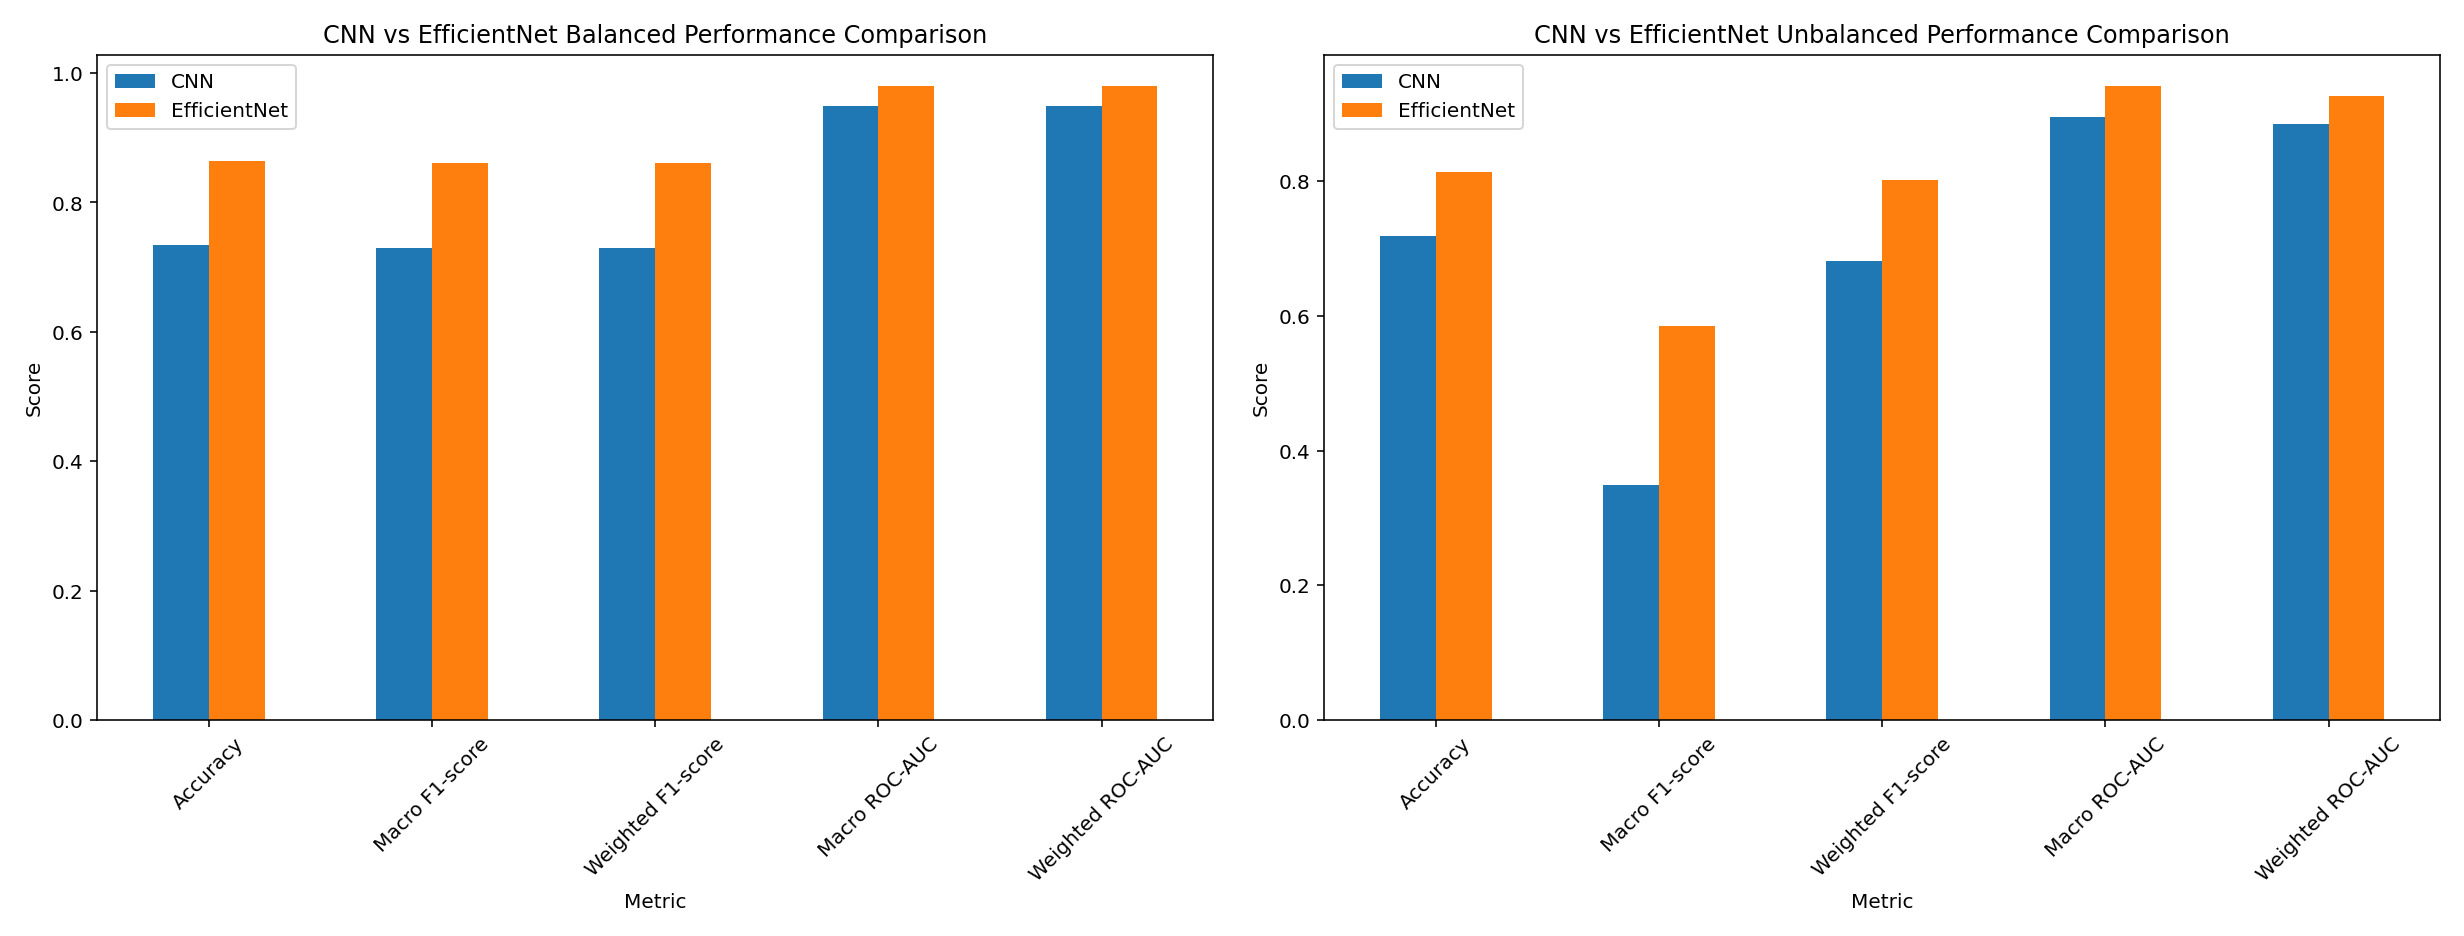 CNN vs EfficientNet Balanced Performance Comparison
CNN
EfficientNet
1.0
0.8
0.6
0.4
0.2
0.0
Score
Accuracy
Macro F1-score
Weighted F1-score
Macro ROC-AUC
Weighted ROC-AUC
Metric
CNN vs EfficientNet Unbalanced Performance Comparison
CNN
EfficientNet
0.8
0.6
0.4
0.2
0.0
Score
Accuracy
Macro F1-score
Weighted F1-score
Macro ROC-AUC
Weighted ROC-AUC
Metric